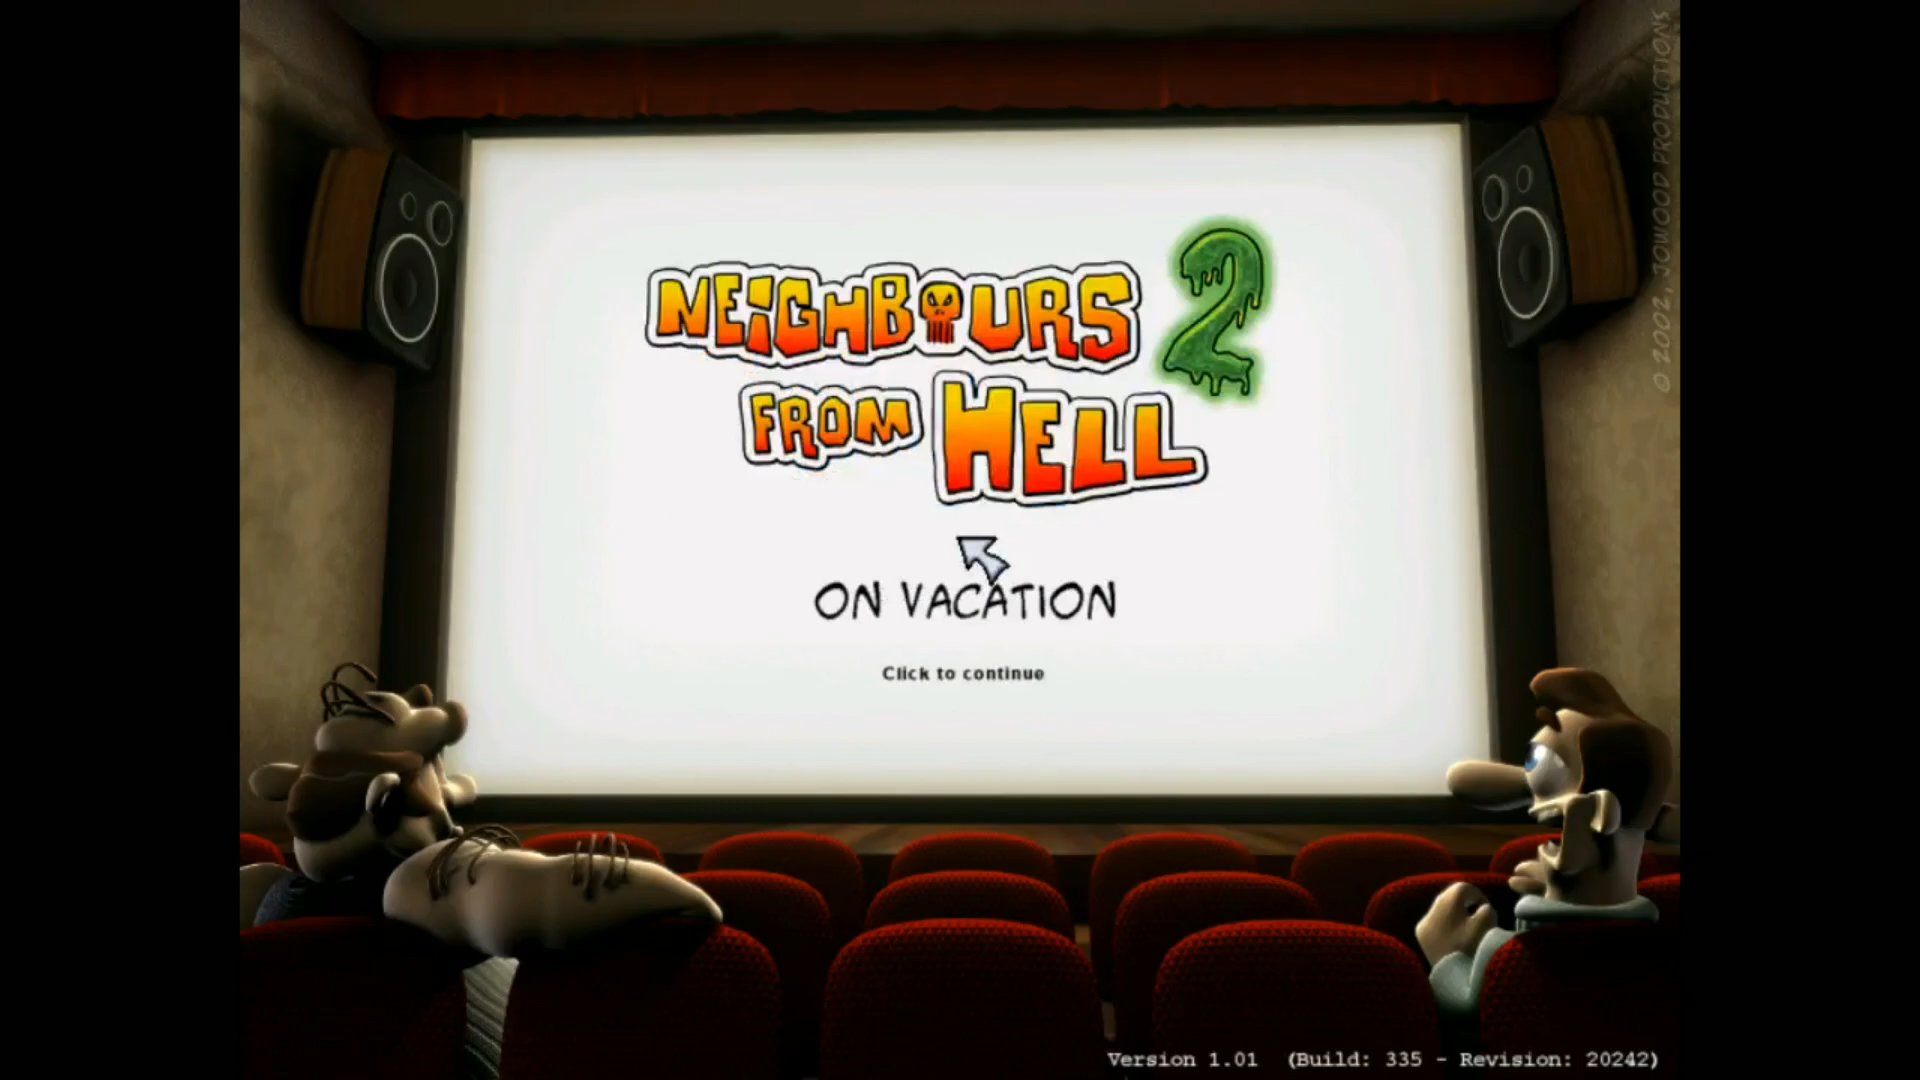 NEIGHBOURS 2
FROM HELL
ON VACATION
Click to continue
© 2002, JOWOOD PRODUCTIONS
Version 1.01 (Build: 335 - Revision: 20242)